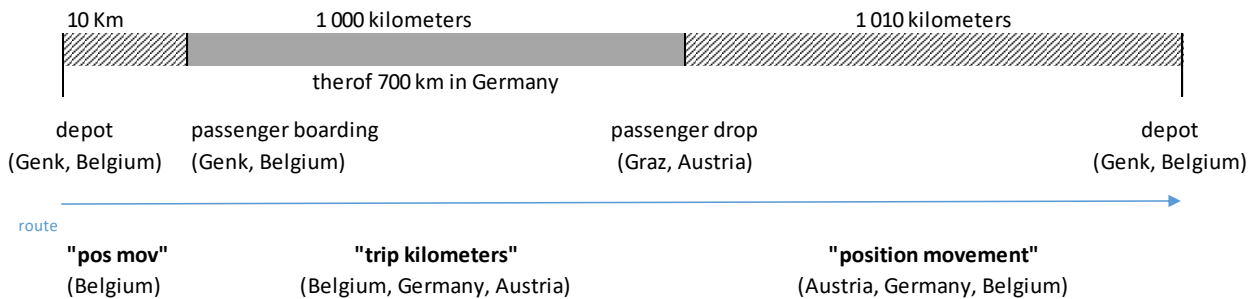 10 Km 1 000 kilometers 1 010 kilometers
therof 700 km in Germany
depot passenger boarding passenger drop depot
(Genk, Belgium) (Genk, Belgium) (Graz, Austria) (Genk, Belgium)
route
"pos mov" "trip kilometers" "position movement"
(Belgium) (Belgium, Germany, Austria) (Austria, Germany, Belgium)